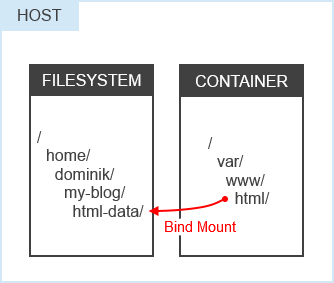 HOST
FILESYSTEM
/
home/
dominik/
my-blog/
html-data/
CONTAINER
/
var/
www/
html/
Bind Mount